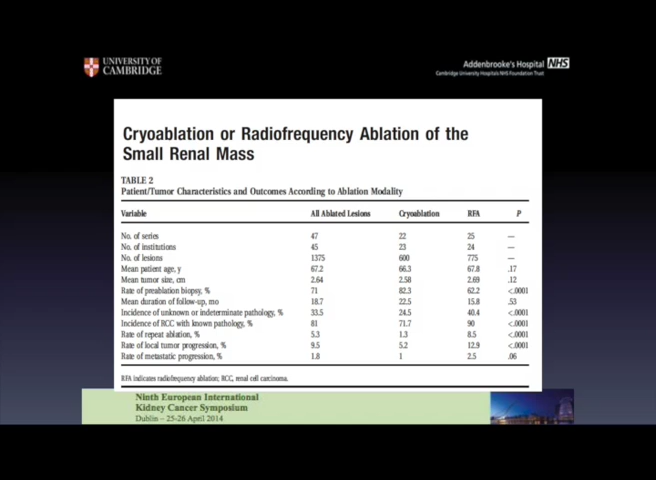 UNIVERSITY OF
CAMBRIDGE
Addenbrooke's Hospital NHS
Cambridge University Hospitals NHS Foundation Trust
Cryoablation or Radiofrequency Ablation of the
Small Renal Mass
TABLE 2
Patient/Tumor Characteristics and Outcomes According to Ablation Modality
Variable All Ablated Lesions Cryoablation RFA P
No. of series 47 22 25 —
No. of institutions 45 23 24 —
No. of lesions 1375 600 775 —
Mean patient age, y 67.2 66.3 67.8 .17
Mean tumor size, cm 2.64 2.58 2.69 .12
Rate of preablation biopsy, % 71 82.3 62.2 <.0001
Mean duration of follow-up, mo 18.7 22.5 15.8 .53
Incidence of unknown or indeterminate pathology, % 33.5 24.5 40.4 <.0001
Incidence of RCC with known pathology, % 81 71.7 90 <.0001
Rate of repeat ablation, % 5.3 1.3 8.5 <.0001
Rate of local tumor progression, % 9.5 5.2 12.9 <.0001
Rate of metastatic progression, % 1.8 1 2.5 .06
RFA indicates radiofrequency ablation; RCC, renal cell carcinoma.
Ninth European International
Kidney Cancer Symposium
Dublin – 25-26 April 2014